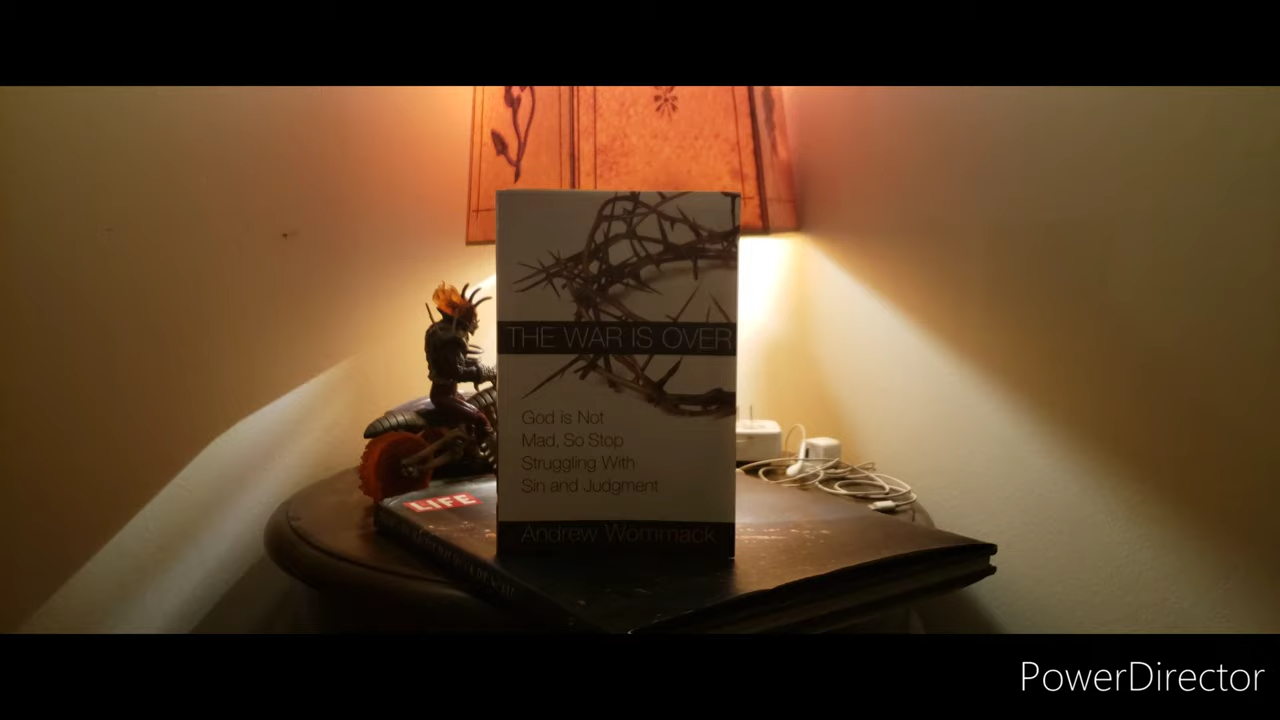 THE WAR IS OVER
God is Not
Mad, So Stop
Struggling With
Sin and Judgment
Andrew Wommack
LIFE
PowerDirector